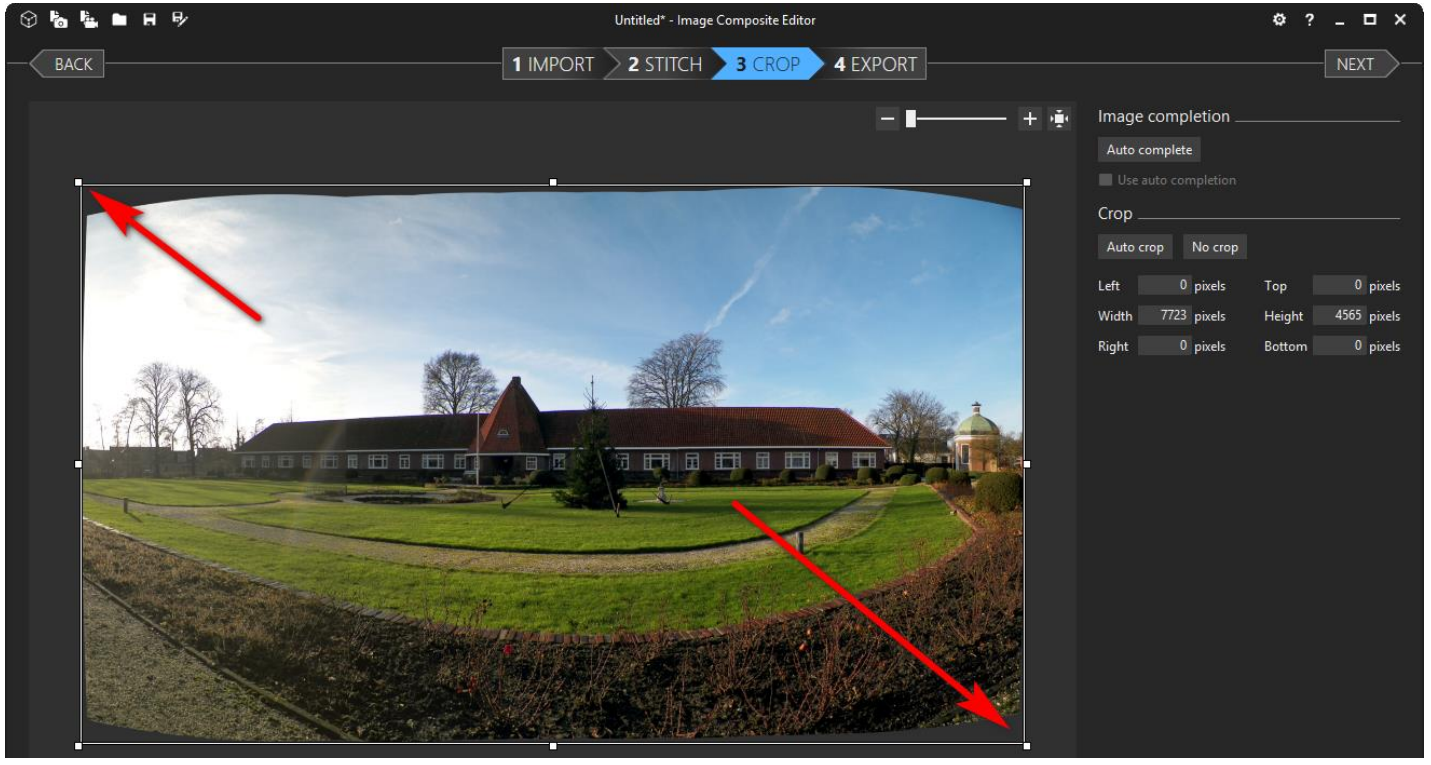 Untitled* - Image Composite Editor
BACK
1 IMPORT 2 STITCH 3 CROP 4 EXPORT
NEXT
Image completion
Auto complete
Use auto completion
Crop
Auto crop No crop
Left 0 pixels Top 0 pixels
Width 7723 pixels Height 4565 pixels
Right 0 pixels Bottom 0 pixels